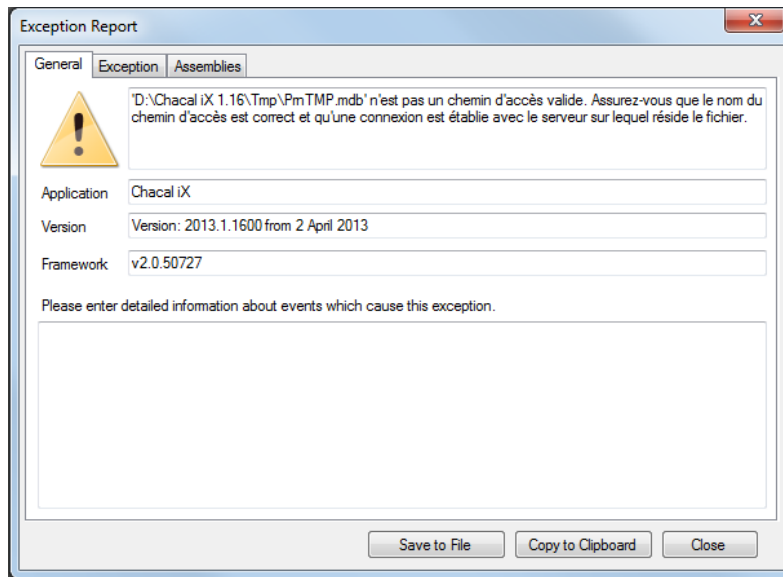 Exception Report
General Exception Assemblies
'D:\Chacal iX 1.16\Tmp\PmTMP.mdb' n'est pas un chemin d'accès valide. Assurez-vous que le nom du
chemin d'accès est correct et qu'une connexion est établie avec le serveur sur lequel réside le fichier.
Application Chacal iX
Version Version: 2013.1.1600 from 2 April 2013
Framework v2.0.50727
Please enter detailed information about events which cause this exception.
Save to File Copy to Clipboard Close